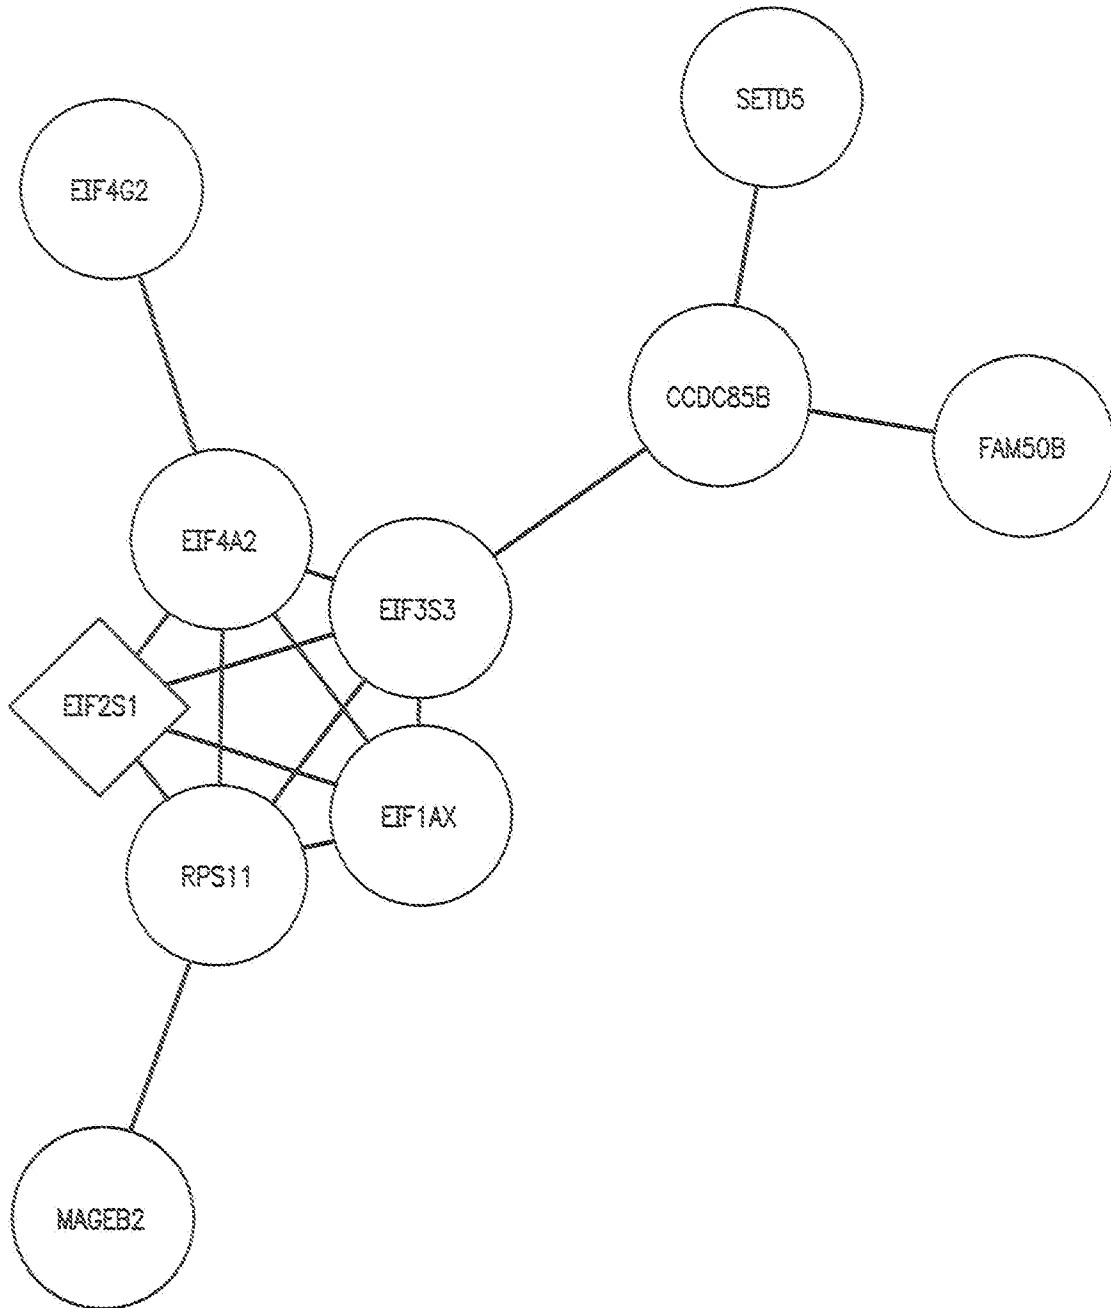 SETD5
EIF4G2
CCDC85B
FAM50B
EIF4A2
EIF3S3
EIF2S1
EIF1AX
RPS11
MAGEB2